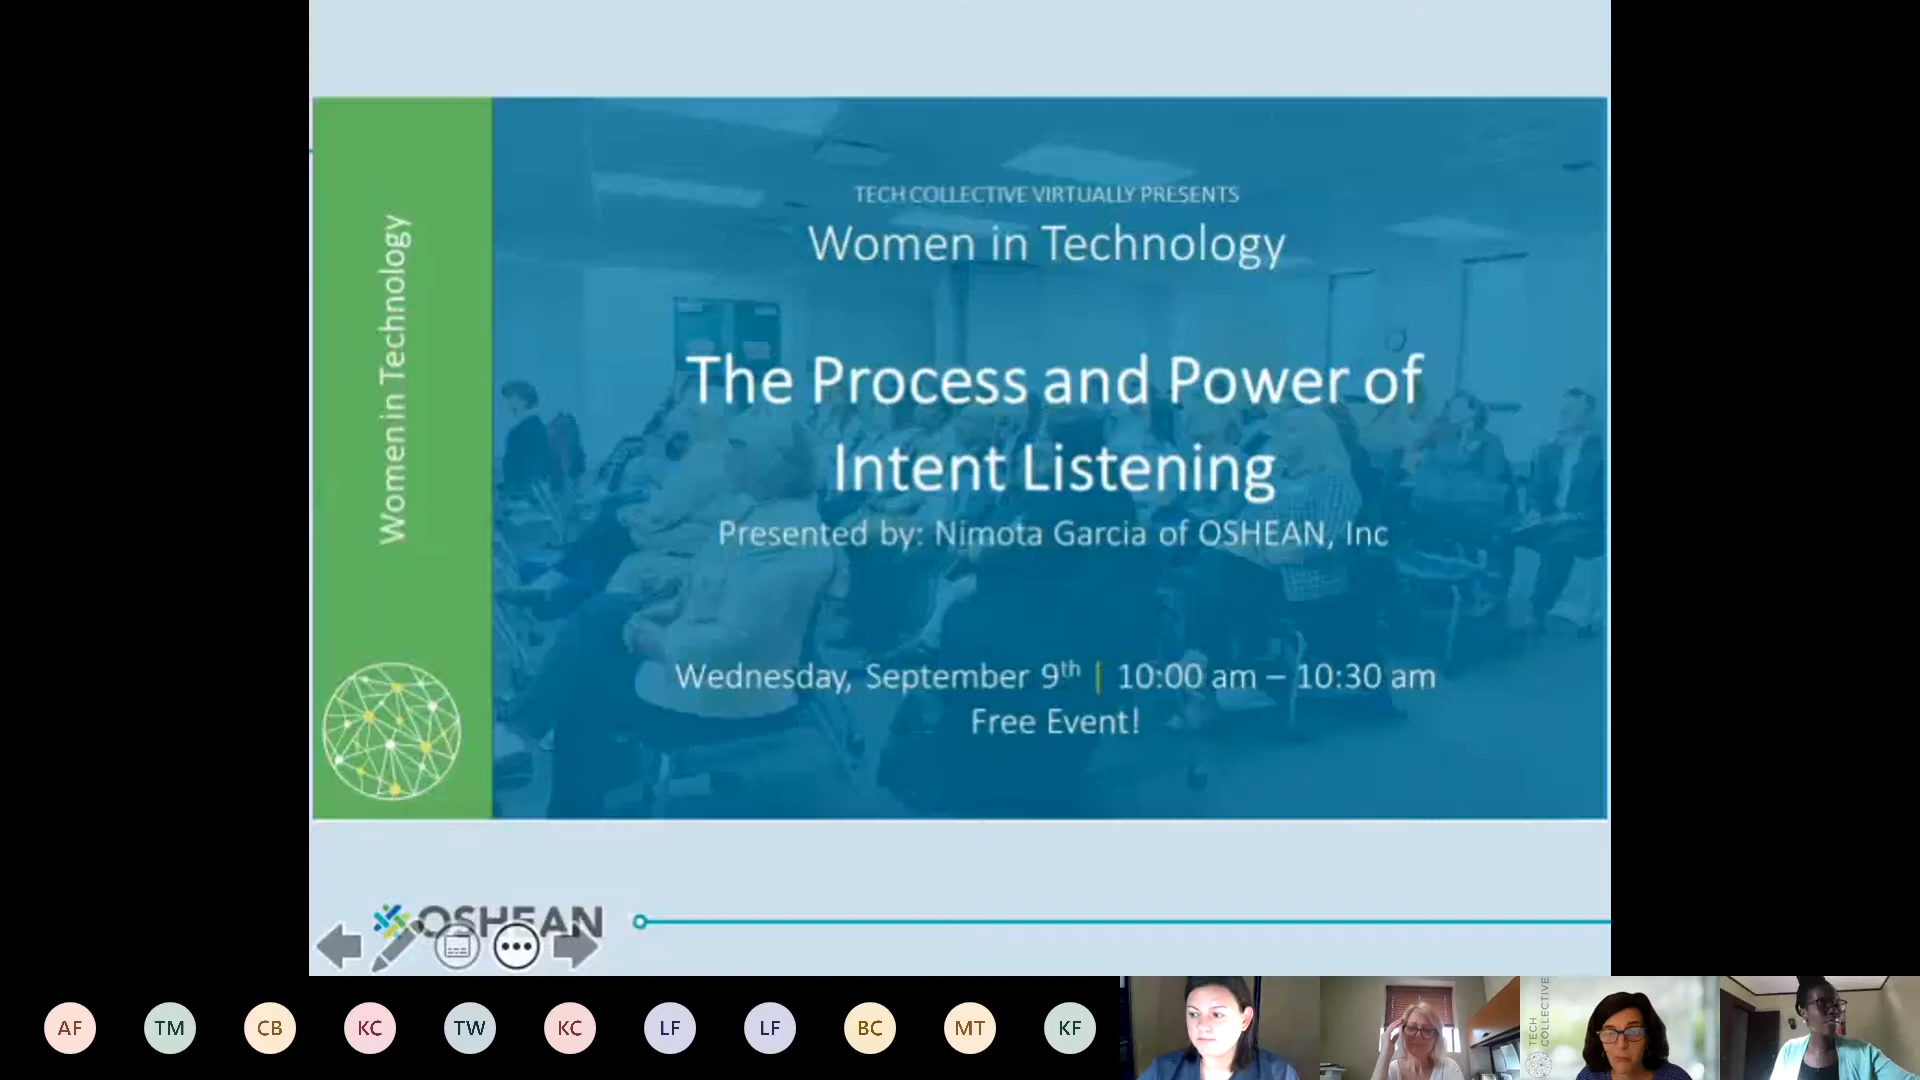 Women in Technology
TECH COLLECTIVE VIRTUALLY PRESENTS
Women in Technology
The Process and Power of
Intent Listening
Presented by: Nimota Garcia of OSHEAN, Inc
Wednesday, September 9th | 10:00 am – 10:30 am
Free Event!
OSHEAN
AF TM CB KC TW KC LF LF BC MT KF
TECH
COLLECTIVE